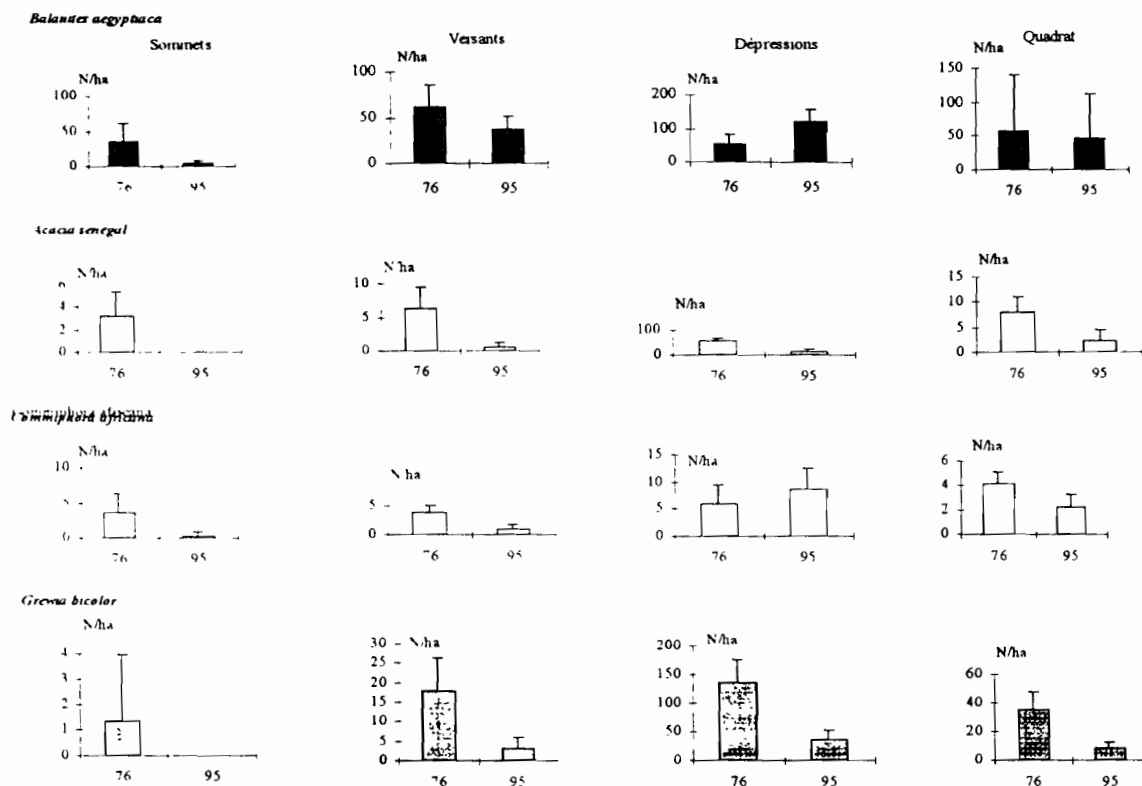 Balanites aegyptiaca
Sommets Versants Dépressions Quadrat
N/ha N/ha N/ha N/ha
100 50 0 76 95
100 50 0 76 95
200 100 0 76 95
150 100 50 0 76 95
Acacia senegal
N/ha N/ha N/ha N/ha
6 4 2 0 76 95
10 5 0 76 95
100 0 76 95
15 10 5 0 76 95
Commiphora africana
N/ha N/ha N/ha N/ha
10 5 0 76 95
5 0 76 95
15 10 5 0 76 95
6 4 2 0 76 95
Grewia bicolor
N/ha N/ha N/ha N/ha
4 3 2 1 0 76 95
30 25 20 15 10 5 0 76 95
200 150 100 50 0 76 95
60 40 20 0 76 95